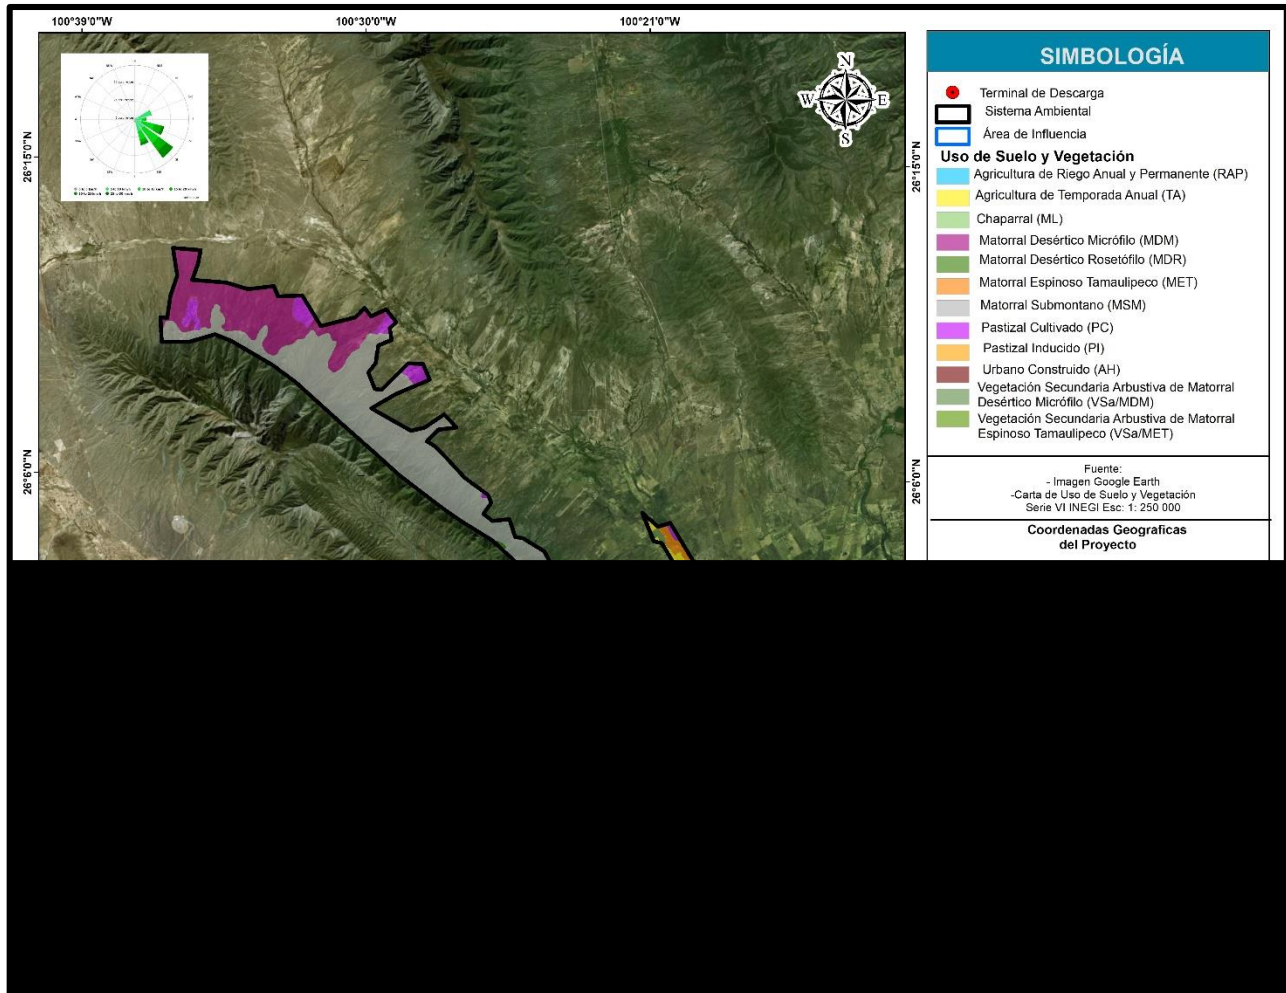 100°39'0"W
100°30'0"W
100°21'0"W
26°15'0"N
26°6'0"N
26°15'0"N
26°6'0"N
N
W
E
S
SIMBOLOGÍA
Terminal de Descarga
Sistema Ambiental
Área de Influencia
Uso de Suelo y Vegetación
Agricultura de Riego Anual y Permanente (RAP)
Agricultura de Temporada Anual (TA)
Chaparral (ML)
Matorral Desértico Micrófilo (MDM)
Matorral Desértico Rosetófilo (MDR)
Matorral Espinoso Tamaulipeco (MET)
Matorral Submontano (MSM)
Pastizal Cultivado (PC)
Pastizal Inducido (PI)
Urbano Construido (AH)
Vegetación Secundaria Arbustiva de Matorral
Desértico Micrófilo (VSa/MDM)
Vegetación Secundaria Arbustiva de Matorral
Espinoso Tamaulipeco (VSa/MET)
Fuente:
- Imagen Google Earth
-Carta de Uso de Suelo y Vegetación
Serie VI INEGI Esc: 1: 250 000
Coordenadas Geograficas
del Proyecto